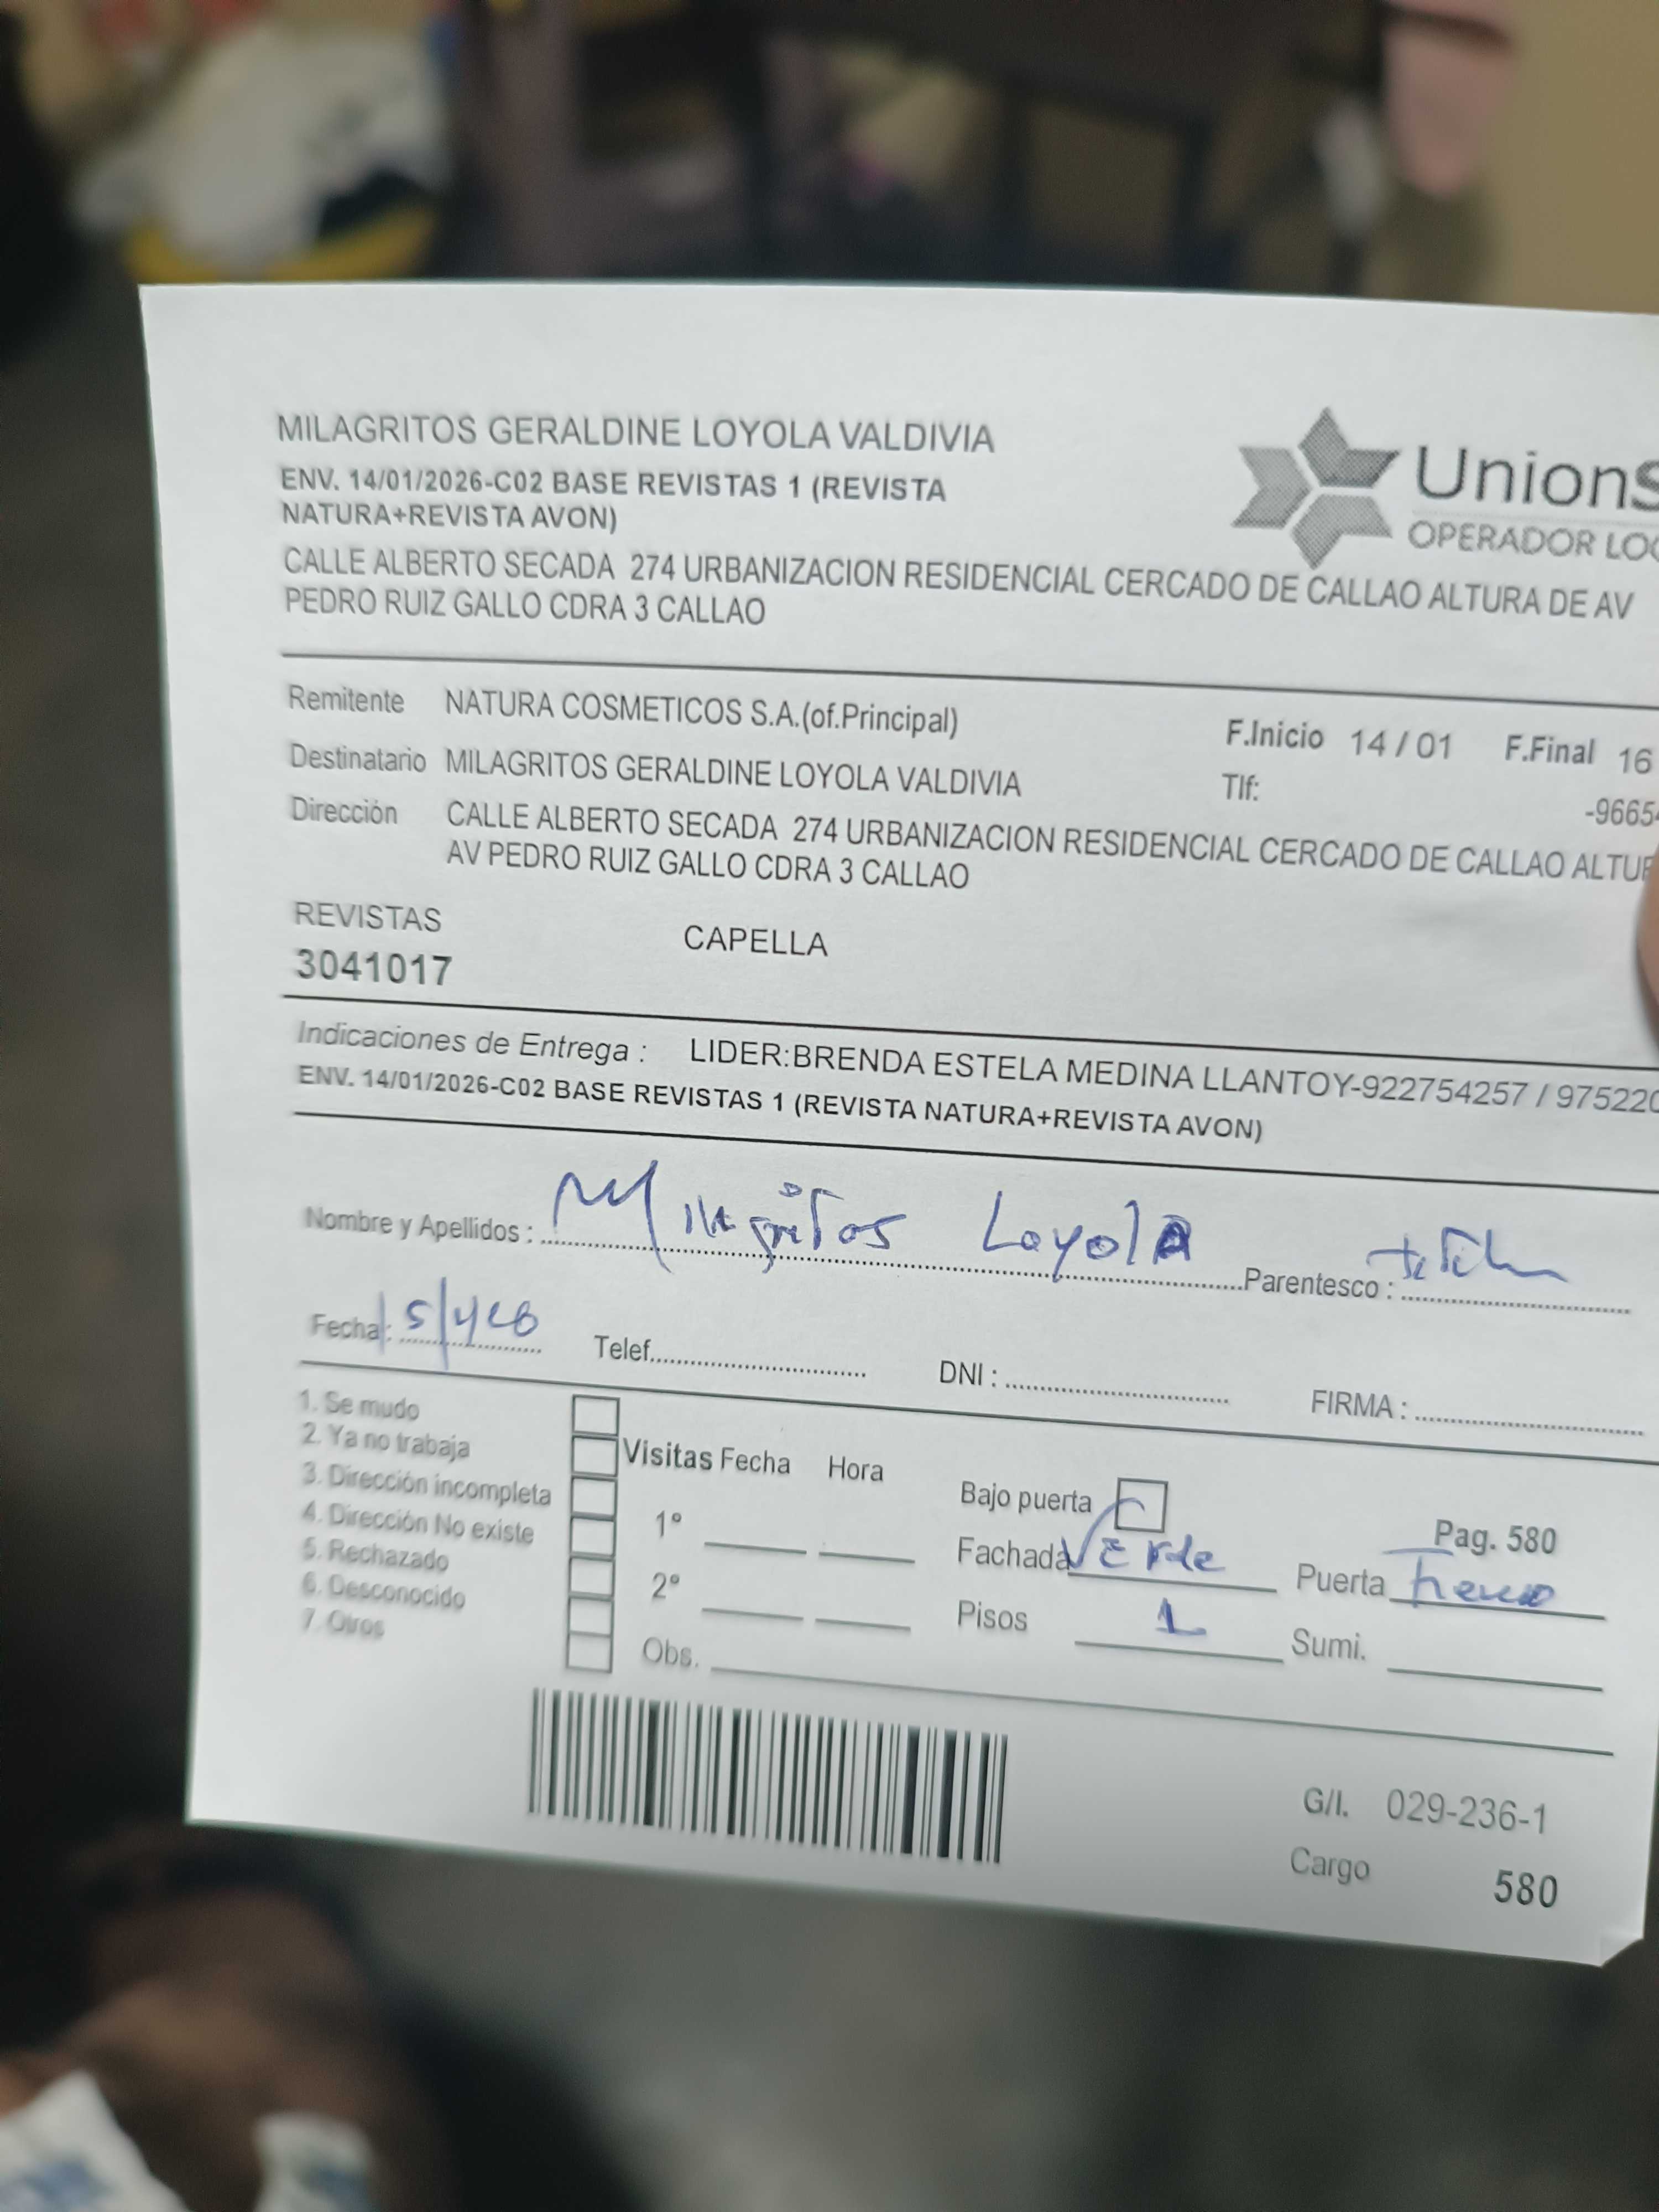 MILAGRITOS GERALDINE LOYOLA VALDIVIA
ENV. 14/01/2026-C02 BASE REVISTAS 1 (REVISTA
NATURA+REVISTA AVON)
UnionS
OPERADOR LOG
CALLE ALBERTO SECADA 274 URBANIZACION RESIDENCIAL CERCADO DE CALLAO ALTURA DE AV
PEDRO RUIZ GALLO CDRA 3 CALLAO
Remitente NATURA COSMETICOS S.A.(of.Principal) F.Inicio 14 / 01 F.Final 16
Destinatario MILAGRITOS GERALDINE LOYOLA VALDIVIA Tlf: -9665
Dirección CALLE ALBERTO SECADA 274 URBANIZACION RESIDENCIAL CERCADO DE CALLAO ALTUR
AV PEDRO RUIZ GALLO CDRA 3 CALLAO
REVISTAS CAPELLA
3041017
Indicaciones de Entrega : LIDER:BRENDA ESTELA MEDINA LLANTOY-922754257 / 975220
ENV. 14/01/2026-C02 BASE REVISTAS 1 (REVISTA NATURA+REVISTA AVON)
Nombre y Apellidos : Milagritos Loyola Parentesco :
Fecha : Telef. DNI : FIRMA :
1. Se mudo
2. Ya no trabaja
3. Dirección incompleta
4. Dirección No existe
5. Rechazado
6. Desconocido
7. Otros
Visitas Fecha Hora
1º
2º
Obs.
Bajo puerta Pag. 580
Fachada Verde Puerta
Pisos 1 Sumi.
G/I. 029-236-1
Cargo 580